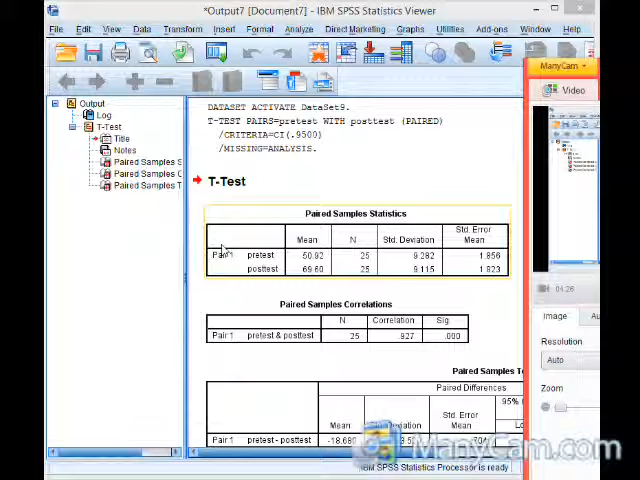 *Output7 [Document7] - IBM SPSS Statistics Viewer
File Edit View Data Transform Insert Format Analyze Direct Marketing Graphs Utilities Add-ons Window Help
ManyCam
Video
Output
Log
T-Test
Title
Notes
Paired Samples S
Paired Samples C
Paired Samples T
DATASET ACTIVATE DataSet9.
T-TEST PAIRS=pretest WITH posttest (PAIRED)
/CRITERIA=CI(.9500)
/MISSING=ANALYSIS.
T-Test
Paired Samples Statistics
Mean N Std. Deviation Std. Error Mean
Pair 1 pretest 50.92 25 9.282 1.856
posttest 69.60 25 9.115 1.823
Paired Samples Correlations
N Correlation Sig.
Pair 1 pretest & posttest 25 .927 .000
Paired Samples Te
Paired Differences
95%
Mean Deviation Std. Error Mean Lo
Pair 1 pretest - posttest -18.680
04:26
Image Au
Resolution
Auto
Zoom
ManyCam.com
IBM SPSS Statistics Processor is ready